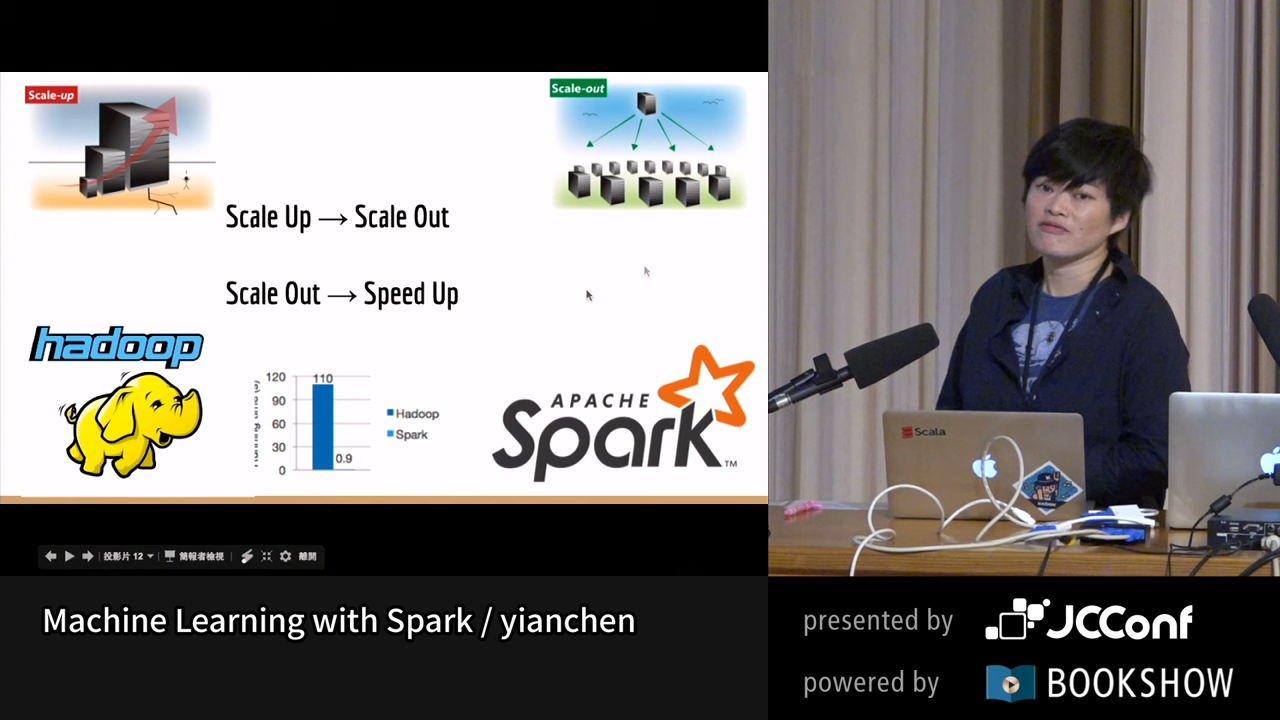 Scale-up
Scale-out
Scale Up → Scale Out
Scale Out → Speed Up
hadoop
120
90
60
30
0
110
0.9
Hadoop
Spark
APACHE
Spark
TM
Scala
投影片 12
簡報者檢視
離開
Machine Learning with Spark / yianchen
presented by JCConf
powered by BOOKSHOW